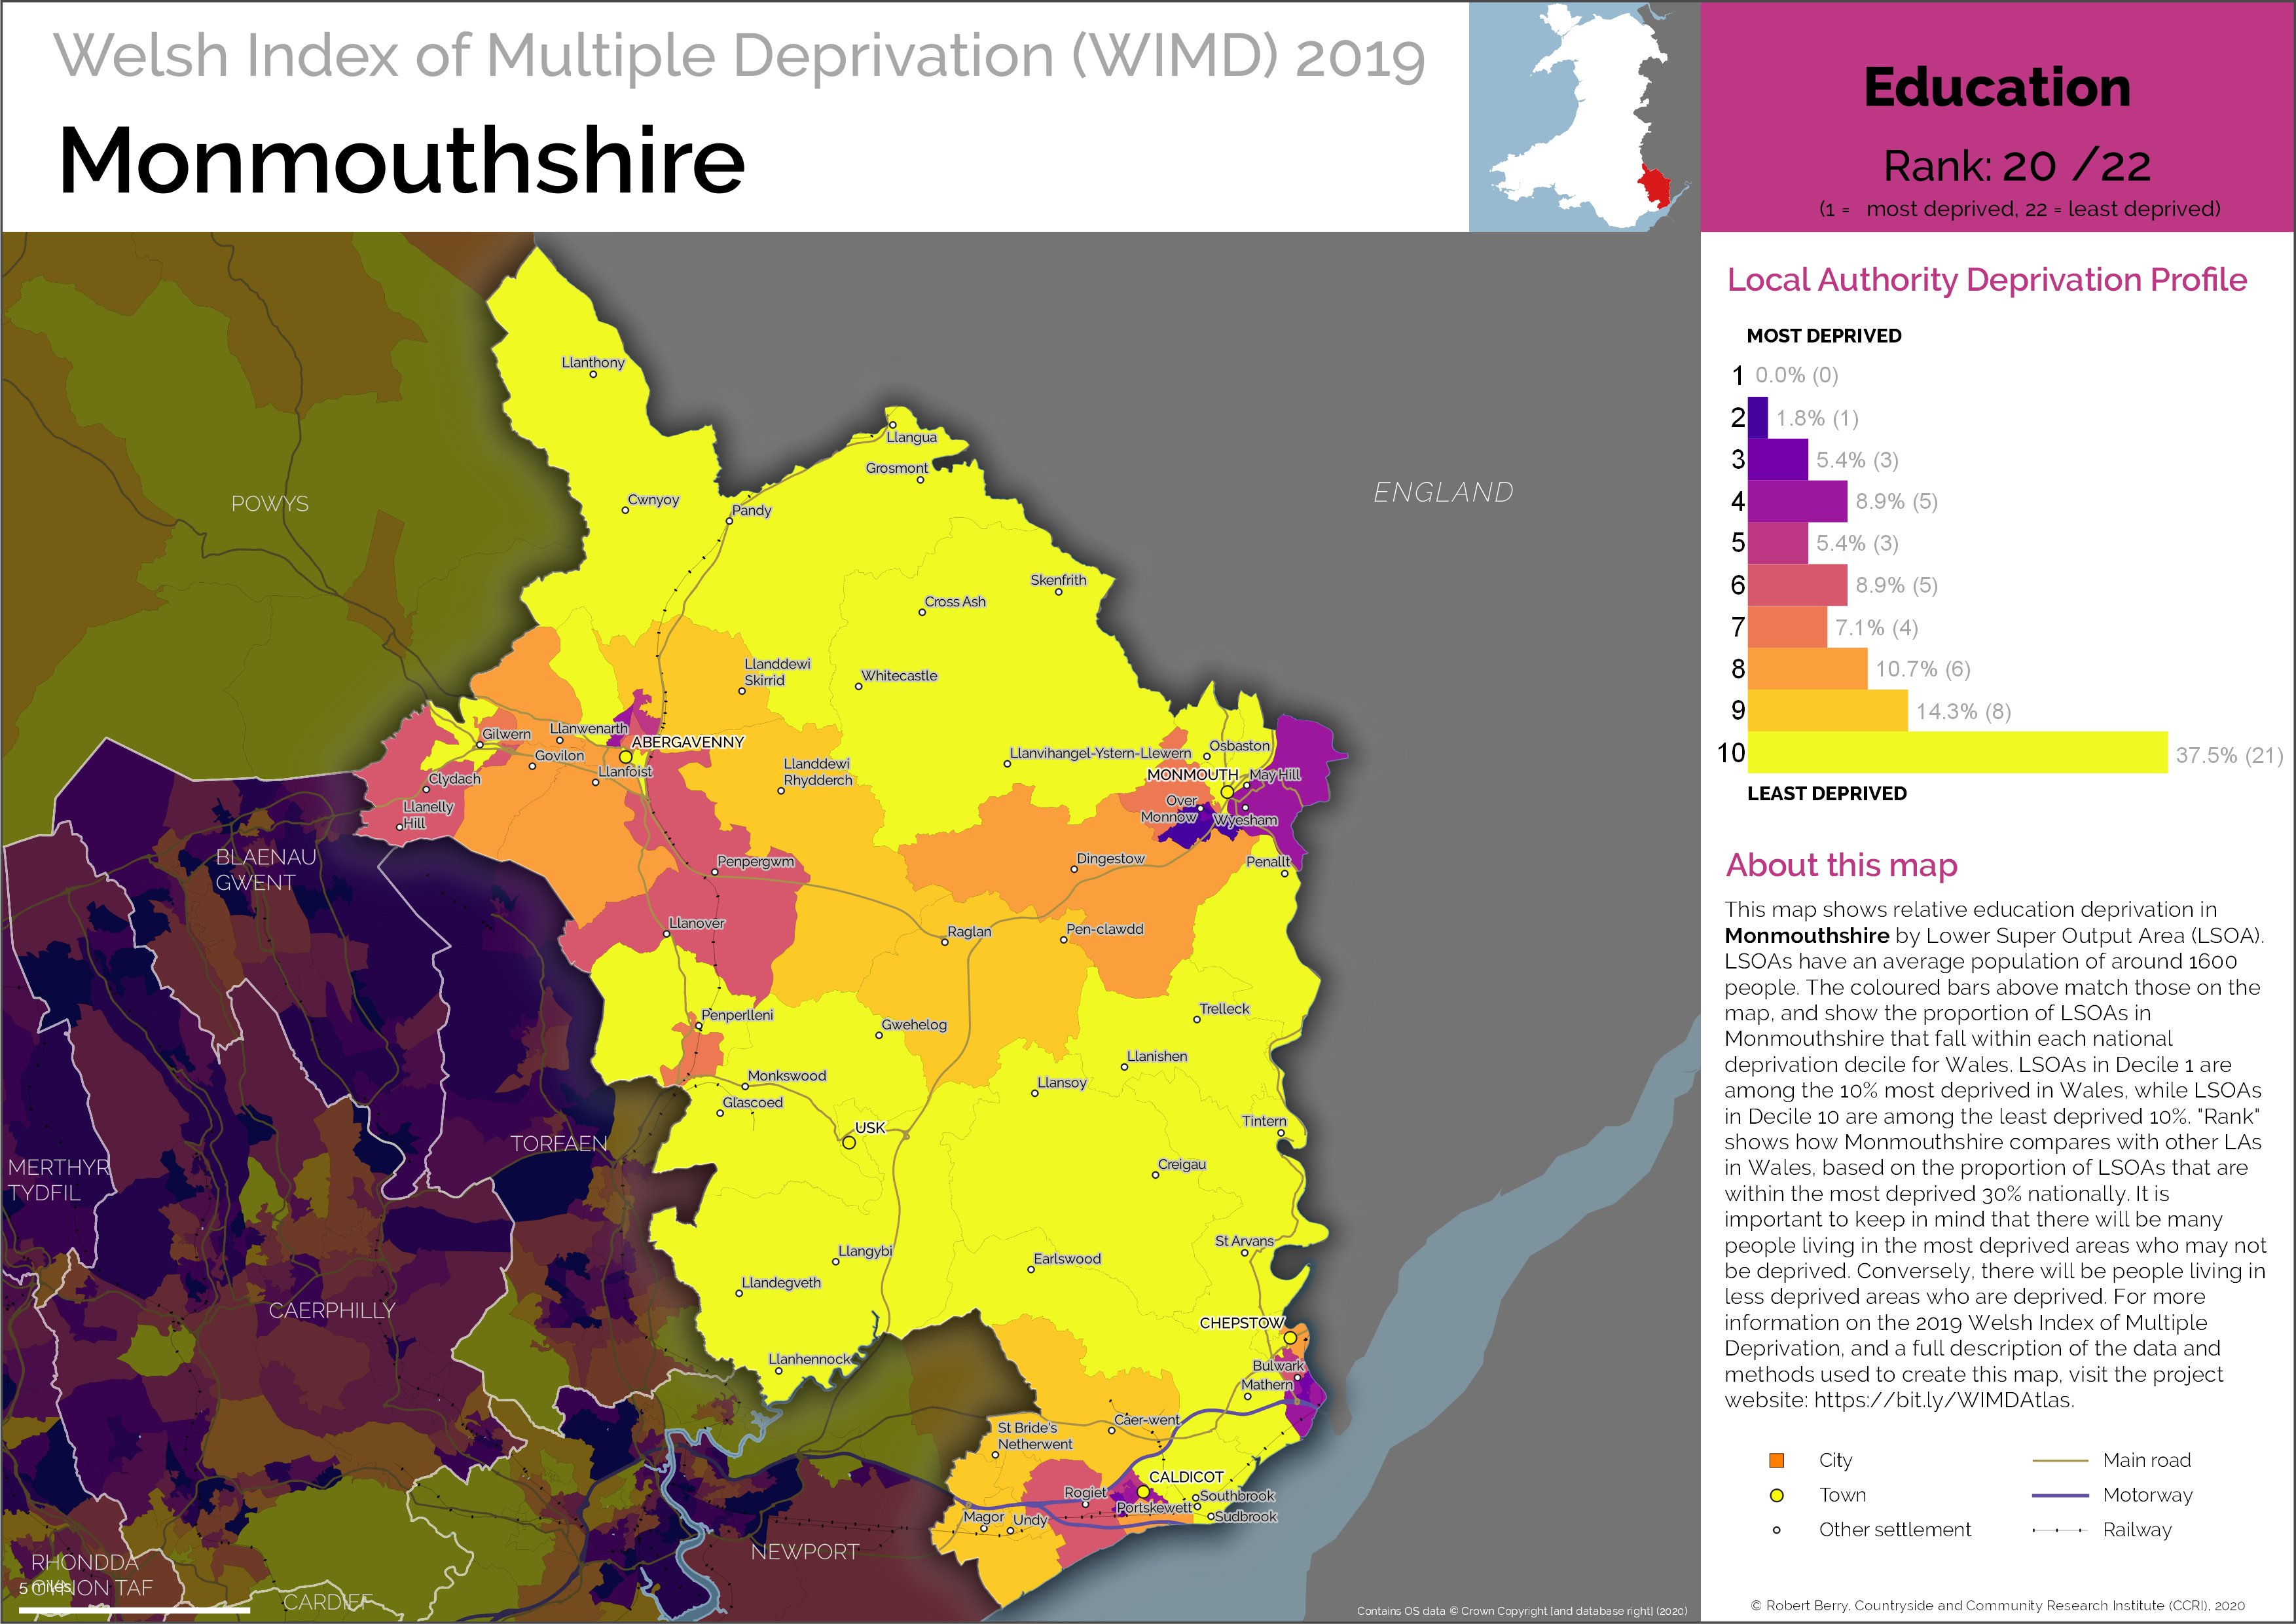 Welsh Index of Multiple Deprivation (WIMD) 2019
Monmouthshire
Education
Rank: 20 /22
(1 = most deprived, 22 = least deprived)
Local Authority Deprivation Profile
MOST DEPRIVED
1 0.0% (0)
2 1.8% (1)
3 5.4% (3)
4 8.9% (5)
5 5.4% (3)
6 8.9% (5)
7 7.1% (4)
8 10.7% (6)
9 14.3% (8)
10 37.5% (21)
LEAST DEPRIVED
About this map
This map shows relative education deprivation in
Monmouthshire by Lower Super Output Area (LSOA).
LSOAs have an average population of around 1600
people. The coloured bars above match those on the
map, and show the proportion of LSOAs in
Monmouthshire that fall within each national
deprivation decile for Wales. LSOAs in Decile 1 are
among the 10% most deprived in Wales, while LSOAs
in Decile 10 are among the least deprived 10%. "Rank"
shows how Monmouthshire compares with other LAs
in Wales, based on the proportion of LSOAs that are
within the most deprived 30% nationally. It is
important to keep in mind that there will be many
people living in the most deprived areas who may not
be deprived. Conversely, there will be people living in
less deprived areas who are deprived. For more
information on the 2019 Welsh Index of Multiple
Deprivation, and a full description of the data and
methods used to create this map, visit the project
website: https://bit.ly/WIMDAtlas.
City
Town
Other settlement
Main road
Motorway
Railway
© Robert Berry, Countryside and Community Research Institute (CCRI), 2020
Llanthony
Llangua
Grosmont
Cwnyoy
Pandy
POWYS
ENGLAND
Skenfrith
Cross Ash
Llanddewi
Skirrid
Whitecastle
Gilwern
Llanwenarth
ABERGAVENNY
Govilon
Llanfoist
Clydach
Llanelly
Hill
Llanddewi
Rhydderch
Llanvihangel-Ystern-Llewern
Osbaston
MONMOUTH
May Hill
Over
Monnow
Wyesham
Penallt
Dingestow
Penpergwm
BLAENAU
GWENT
Llanover
Raglan
Pen-clawdd
Penperlleni
Gwehelog
Trelleck
Llanishen
Llansoy
Monkswood
Glascoed
USK
Tintern
TORFAEN
MERTHYR
TYDFIL
Creigau
St Arvans
Llangybi
Earlswood
Llandegveth
CAERPHILLY
CHEPSTOW
Llanhennock
Bulwark
Mathern
Caer-went
St Bride's
Netherwent
CALDICOT
Rogiet
Portskewett
Southbrook
Sudbrook
Magor
Undy
NEWPORT
RHONDDA
CYNON TAF
5 miles
CARDIFF
Contains OS data © Crown Copyright [and database right] (2020)